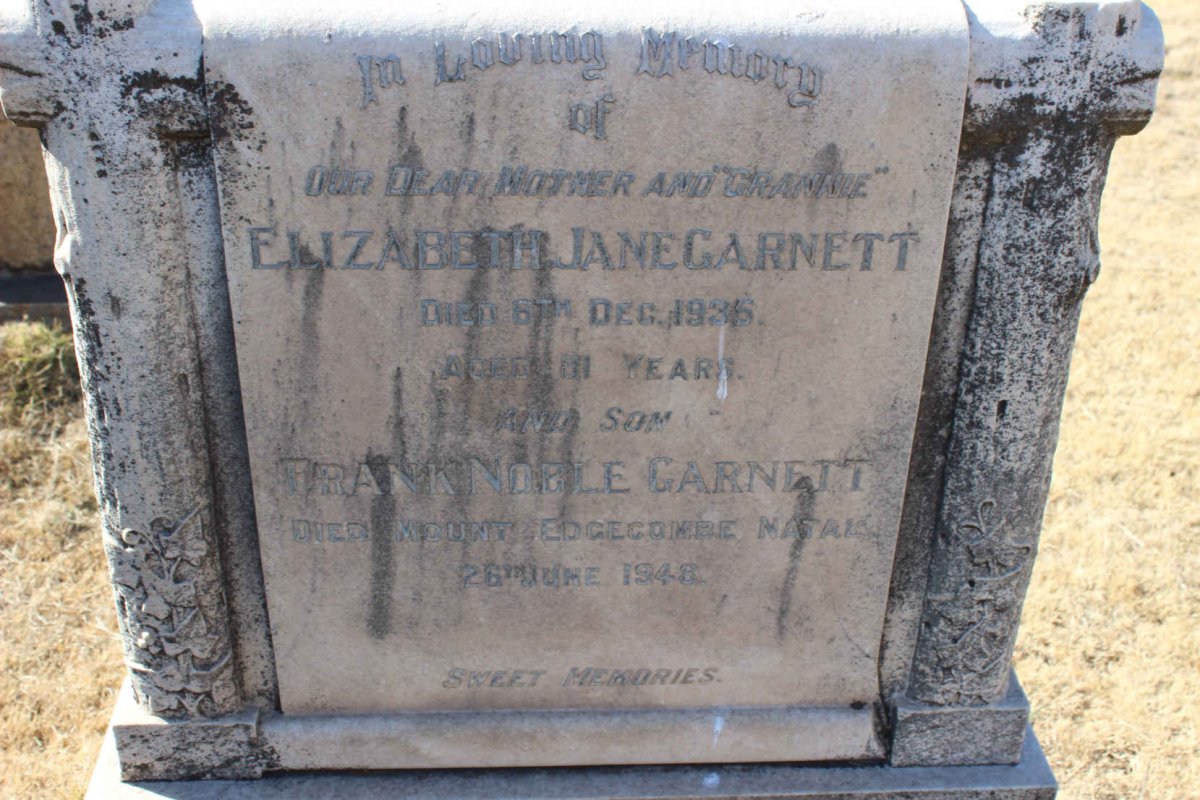 In Loving Memory
of
OUR DEAR MOTHER AND "GRANNIE"
ELIZABETH JANE GARNETT
DIED 6TH DEC. 1935.
AGED 81 YEARS.
AND SON
FRANK NOBLE GARNETT
DIED MOUNT EDGECOMBE NATAL,
26TH JUNE 1948.
SWEET MEMORIES.